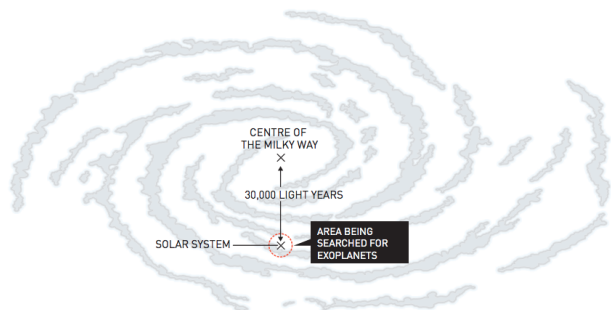 CENTRE OF
THE MILKY WAY
30,000 LIGHT YEARS
SOLAR SYSTEM
AREA BEING
SEARCHED FOR
EXOPLANETS